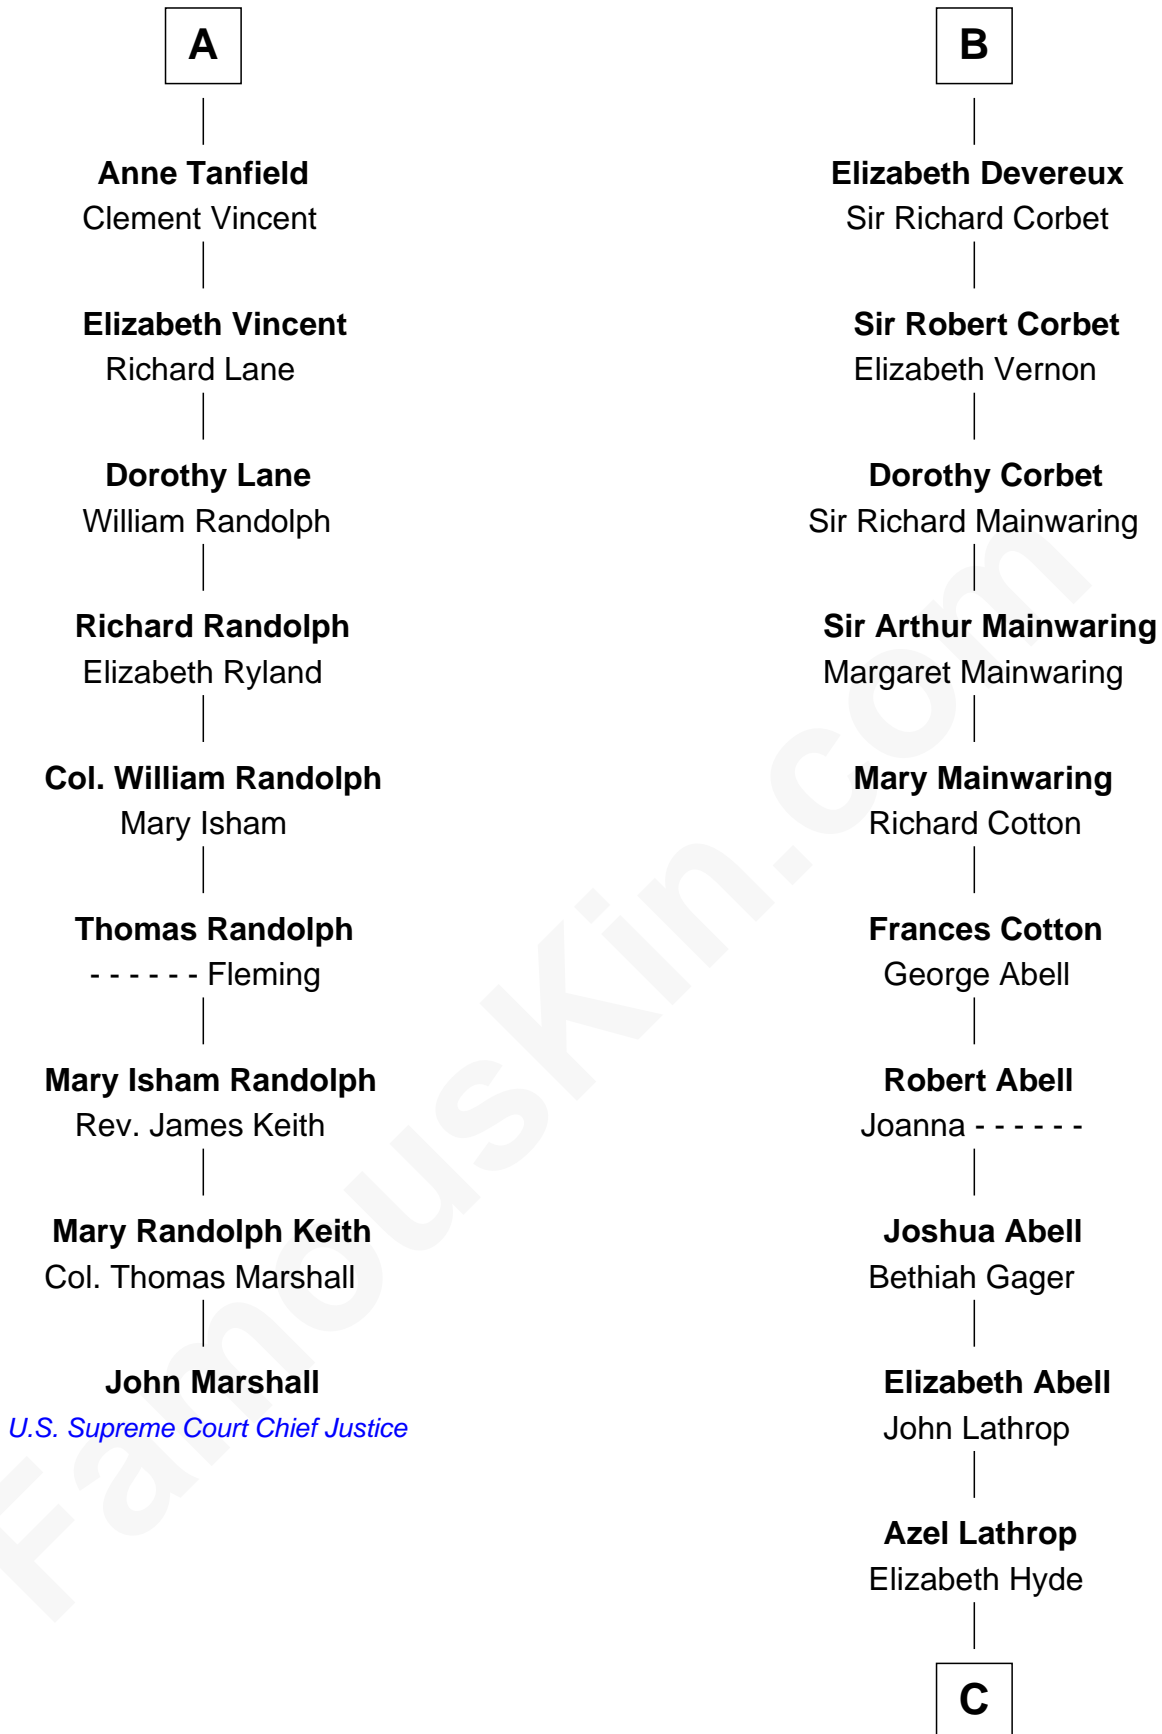 A
Anne Tanfield
Clement Vincent
Elizabeth Vincent
Richard Lane
Dorothy Lane
William Randolph
Richard Randolph
Elizabeth Ryland
Col. William Randolph
Mary Isham
Thomas Randolph
- - - - - - Fleming
Mary Isham Randolph
Rev. James Keith
Mary Randolph Keith
Col. Thomas Marshall
John Marshall
U.S. Supreme Court Chief Justice
B
Elizabeth Devereux
Sir Richard Corbet
Sir Robert Corbet
Elizabeth Vernon
Dorothy Corbet
Sir Richard Mainwaring
Sir Arthur Mainwaring
Margaret Mainwaring
Mary Mainwaring
Richard Cotton
Frances Cotton
George Abell
Robert Abell
Joanna - - - - - -
Joshua Abell
Bethiah Gager
Elizabeth Abell
John Lathrop
Azel Lathrop
Elizabeth Hyde
C
FamousKin.com